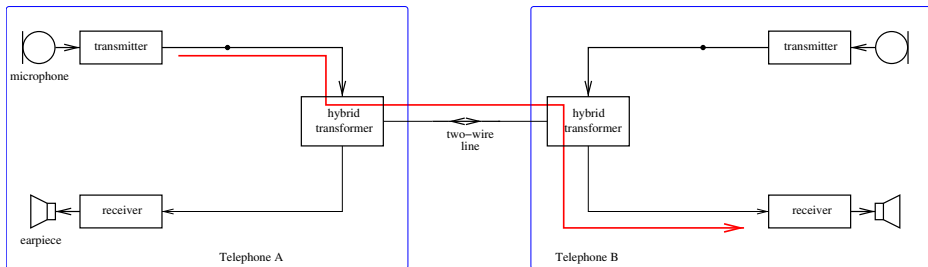 transmitter
microphone
hybrid
transformer
two-wire
line
receiver
earpiece
Telephone A
transmitter
hybrid
transformer
receiver
Telephone B